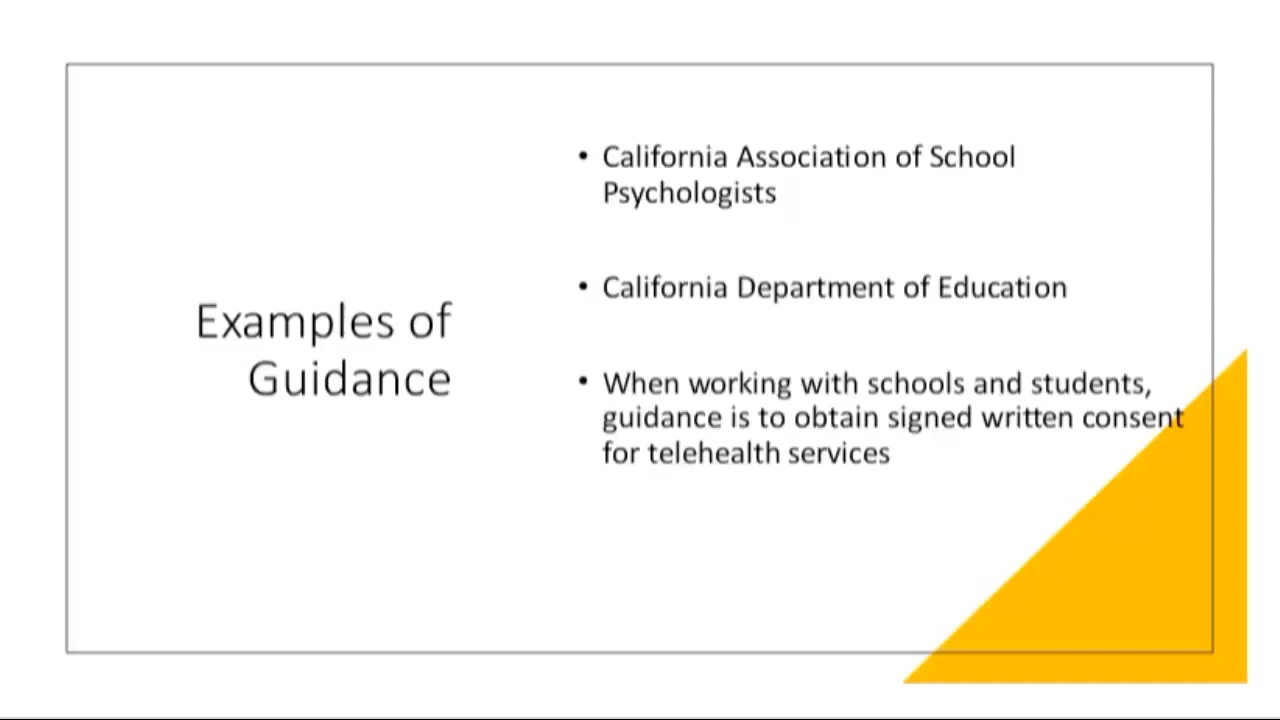 Examples of
Guidance
• California Association of School
Psychologists
• California Department of Education
• When working with schools and students,
guidance is to obtain signed written consent
for telehealth services